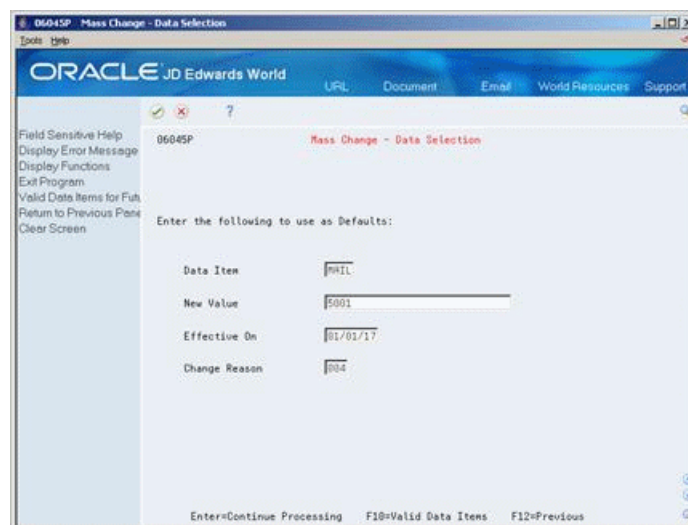 06045P Mass Change - Data Selection
Tools Help
ORACLE JD Edwards World
URL Document Email World Resources Support
?
Field Sensitive Help
Display Error Message
Display Functions
Exit Program
Valid Data Items for Futu
Return to Previous Pane
Clear Screen
06045P Mass Change - Data Selection
Enter the following to use as Defaults:
Data Item MAIL
New Value 5001
Effective On 01/01/17
Change Reason 004
Enter=Continue Processing F10=Valid Data Items F12=Previous